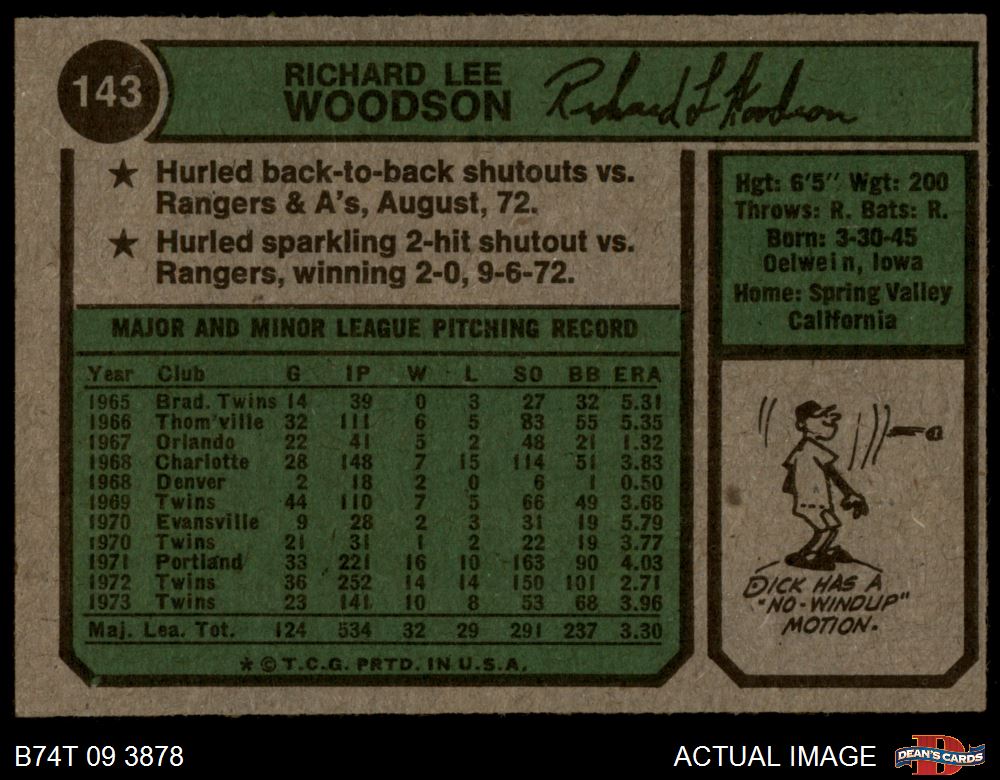 143
RICHARD LEE
WOODSON
Richard L Woodson
★ Hurled back-to-back shutouts vs.
Rangers & A's, August, 72.
★ Hurled sparkling 2-hit shutout vs.
Rangers, winning 2-0, 9-6-72.
Hgt: 6'5" Wgt: 200
Throws: R. Bats: R.
Born: 3-30-45
Oelwein, Iowa
Home: Spring Valley
California
MAJOR AND MINOR LEAGUE PITCHING RECORD
Year Club G IP W L SO BB ERA
1965 Brad. Twins 14 39 0 3 27 32 5.31
1966 Thom'ville 32 111 6 5 83 55 5.35
1967 Orlando 22 41 5 2 48 21 1.32
1968 Charlotte 28 148 7 15 114 51 3.83
1968 Denver 2 18 2 0 6 1 0.50
1969 Twins 44 110 7 5 66 49 3.68
1970 Evansville 9 28 2 3 31 19 5.79
1970 Twins 21 31 1 2 22 19 3.77
1971 Portland 33 221 16 10 163 90 4.03
1972 Twins 36 252 14 14 150 101 2.71
1973 Twins 23 141 10 8 53 68 3.96
Maj. Lea. Tot. 124 534 32 29 291 237 3.30
* © T.C.G. PRTD. IN U.S.A.
DICK HAS A
"NO-WINDUP"
MOTION.
B74T 09 3878
ACTUAL IMAGE
D
DEAN'S CARDS